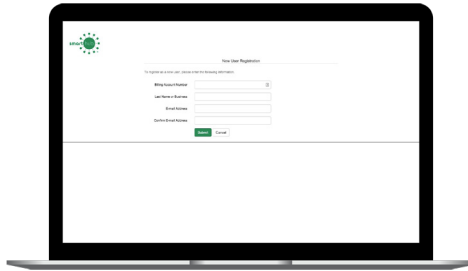 smart
New User Registration
To register as a new user, please enter the following information.
Billing Account Number
Last Name or Business
Email Address
Confirm Email Address
Submit Cancel